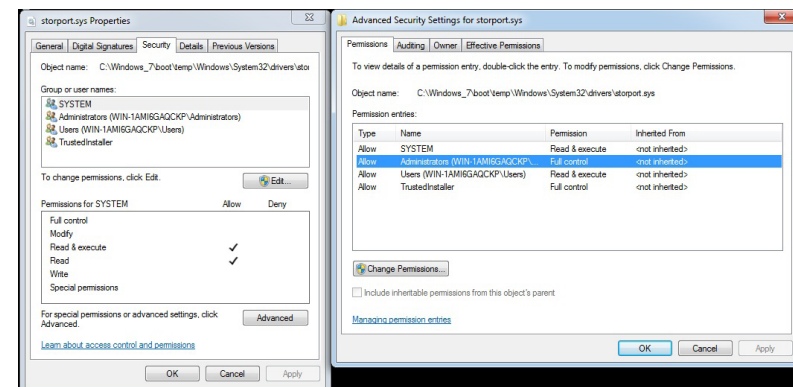 storport.sys Properties
General Digital Signatures Security Details Previous Versions
Object name: C:\Windows_7\boot\temp\Windows\System32\drivers\stor
Group or user names:
SYSTEM
Administrators (WIN-1AMI6GAQCKP\Administrators)
Users (WIN-1AMI6GAQCKP\Users)
TrustedInstaller
To change permissions, click Edit.
Edit...
Permissions for SYSTEM Allow Deny
Full control
Modify
Read & execute
Read
Write
Special permissions
For special permissions or advanced settings, click
Advanced.
Advanced
Learn about access control and permissions
OK Cancel Apply
Advanced Security Settings for storport.sys
Permissions Auditing Owner Effective Permissions
To view details of a permission entry, double-click the entry. To modify permissions, click Change Permissions.
Object name: C:\Windows_7\boot\temp\Windows\System32\drivers\storport.sys
Permission entries:
Type Name Permission Inherited From
Allow SYSTEM Read & execute <not inherited>
Allow Administrators (WIN-1AMI6GAQCKP\... Full control <not inherited>
Allow Users (WIN-1AMI6GAQCKP\Users) Read & execute <not inherited>
Allow TrustedInstaller Full control <not inherited>
Change Permissions...
Include inheritable permissions from this object's parent
Managing permission entries
OK Cancel Apply